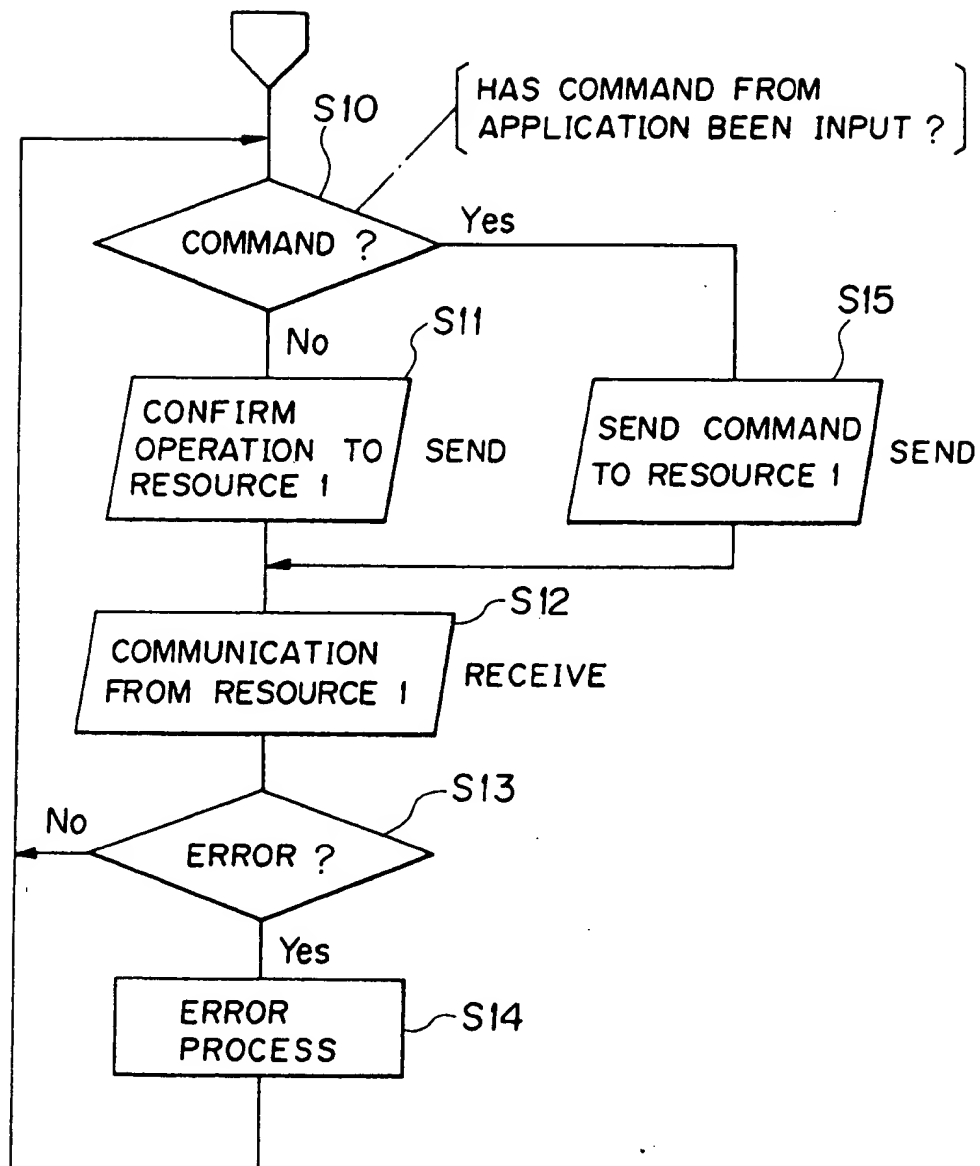 S10
HAS COMMAND FROM
APPLICATION BEEN INPUT ?
COMMAND ?
Yes
No
S11
S15
CONFIRM
OPERATION TO
RESOURCE 1
SEND
SEND COMMAND
TO RESOURCE 1
SEND
S12
COMMUNICATION
FROM RESOURCE 1
RECEIVE
S13
No
ERROR ?
Yes
ERROR
PROCESS
S14